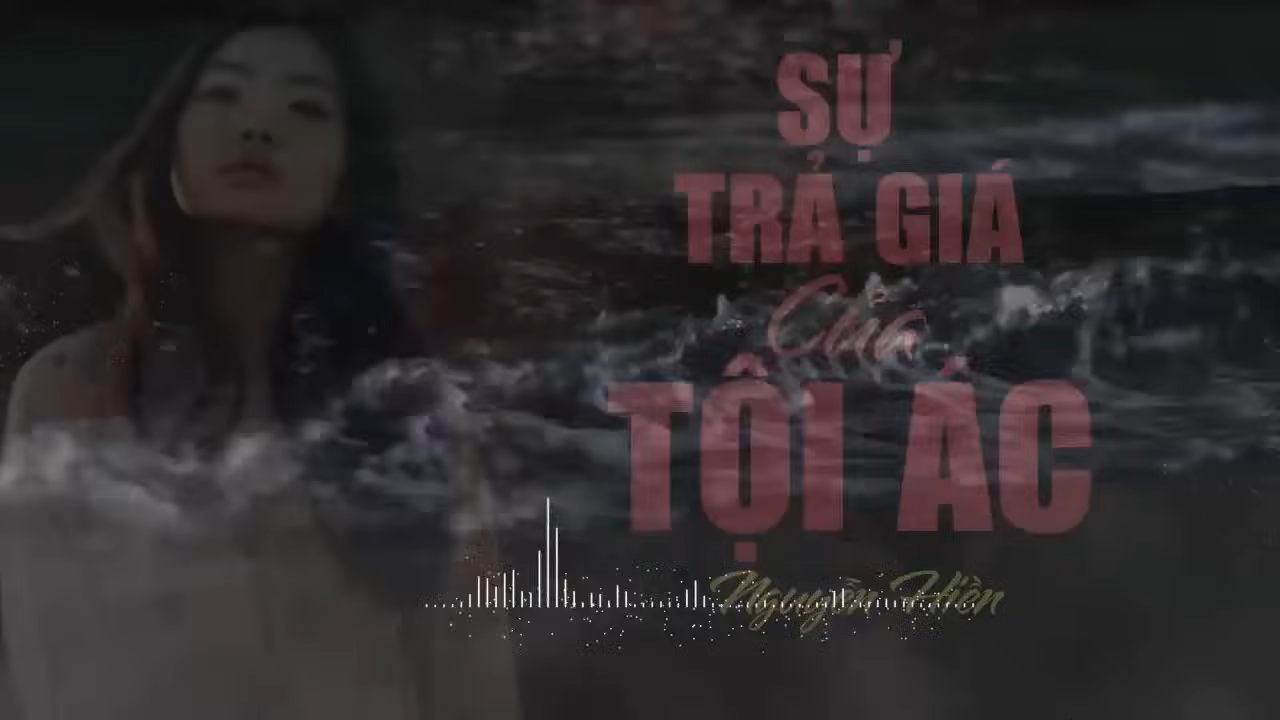 SỰ
TRẢ GIÁ
Của
TỘI ÁC
Nguyễn Hiền